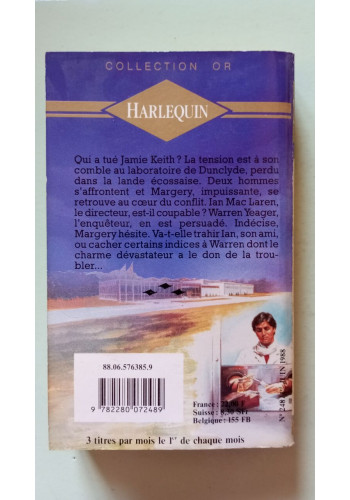 COLLECTION OR
HARLEQUIN
Qui a tué Jamie Keith ? La tension est à son
comble au laboratoire de Dunclyde, perdu
dans la lande écossaise. Deux hommes
s'affrontent et Margery, impuissante, se
retrouve au cœur du conflit. Ian Mac Laren,
le directeur, est-il coupable ? Warren Yeager,
l'enquêteur, en est persuadé. Indécise,
Margery hésite. Va-t-elle trahir Ian, son ami,
ou cacher certains indices à Warren dont le
charme dévastateur a le don de la trou-
bler...
88.06.576385.9
9 782280 072489
France :
Suisse :
Belgique : 155 FB
N° 248 JUIN 1988
3 titres par mois le 1er de chaque mois